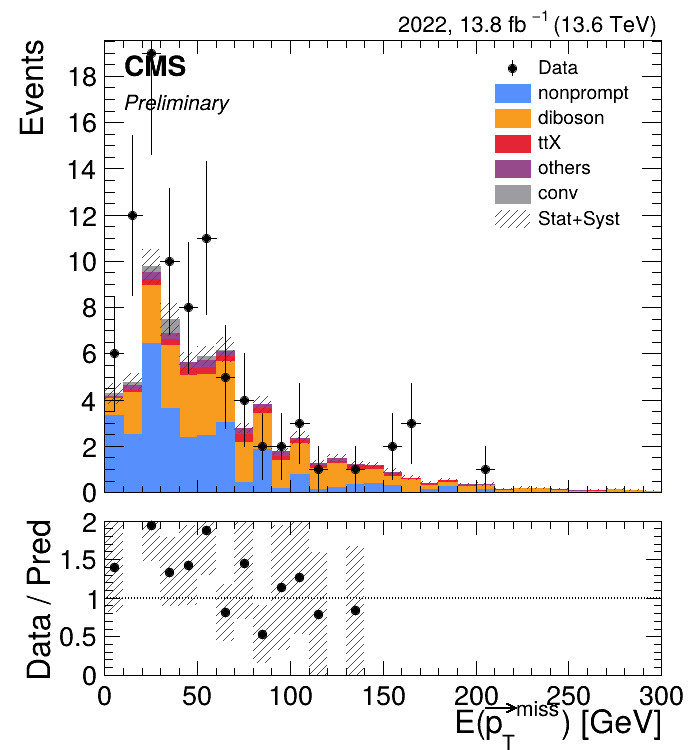 2022, 13.8 fb⁻¹ (13.6 TeV)
CMS
Preliminary
Events
18
16
14
12
10
8
6
4
2
0
Data
nonprompt
diboson
ttX
others
conv
Stat+Syst
Data / Pred
2
1.5
1
0.5
0
0 50 100 150 200 250 300
E(p⃗_T^miss) [GeV]